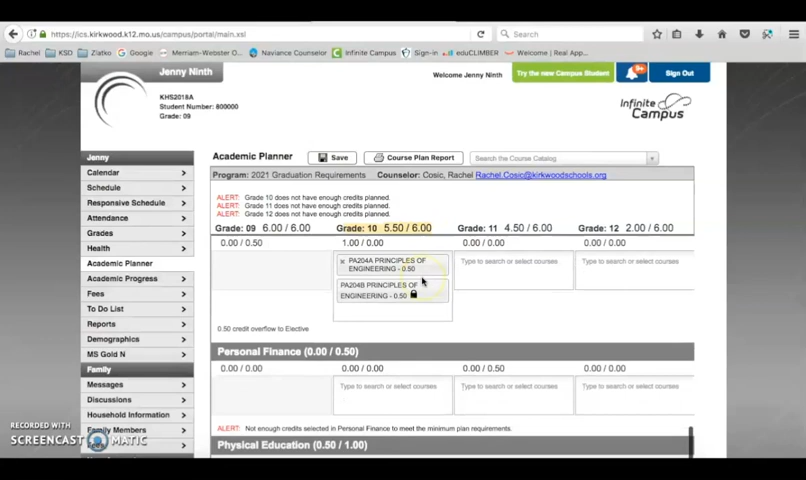 https://ics.kirkwood.k12.mo.us/campus/portal/main.xsl
Search
Rachel KSD Zlatko Google Merriam-Webster O... Naviance Counselor Infinite Campus Sign-in eduCLIMBER Welcome | Real App...
Jenny Ninth
Welcome Jenny Ninth
Try the new Campus Student
9+
Sign Out
KHS2018A
Student Number: 600000
Grade: 09
Infinite Campus
Jenny
Calendar
Schedule
Responsive Schedule
Attendance
Grades
Health
Academic Planner
Academic Progress
Fees
To Do List
Reports
Demographics
MS Gold N
Family
Messages
Discussions
Household Information
Family Members
Academic Planner Save Course Plan Report Search the Course Catalog
Program: 2021 Graduation Requirements Counselor: Cosic, Rachel Rachel.Cosic@kirkwoodschools.org
ALERT: Grade 10 does not have enough credits planned.
ALERT: Grade 11 does not have enough credits planned.
ALERT: Grade 12 does not have enough credits planned.
Grade: 09 6.00 / 6.00 Grade: 10 5.50 / 6.00 Grade: 11 4.50 / 6.00 Grade: 12 2.00 / 6.00
0.00 / 0.50 1.00 / 0.00 0.00 / 0.00 0.00 / 0.00
x PA204A PRINCIPLES OF
ENGINEERING - 0.50
PA204B PRINCIPLES OF
ENGINEERING - 0.50
Type to search or select courses Type to search or select courses
0.50 credit overflow to Elective
Personal Finance (0.00 / 0.50)
0.00 / 0.00 0.00 / 0.00 0.00 / 0.50 0.00 / 0.00
Type to search or select courses Type to search or select courses Type to search or select courses
ALERT: Not enough credits selected in Personal Finance to meet the minimum plan requirements.
Physical Education (0.50 / 1.00)
RECORDED WITH
SCREENCAST MATIC